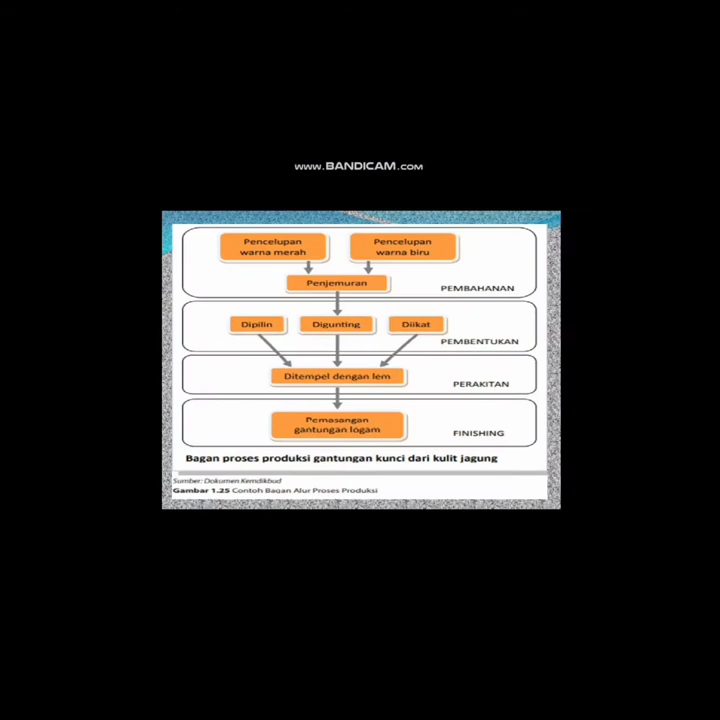 www.BANDICAM.com
Pencelupan
warna merah
Pencelupan
warna biru
Penjemuran
PEMBAHANAN
Dipilin
Digunting
Diikat
PEMBENTUKAN
Ditempel dengan lem
PERAKITAN
Pemasangan
gantungan logam
FINISHING
Bagan proses produksi gantungan kunci dari kulit jagung
Sumber: Dokumen Kemdikbud
Gambar 1.25 Contoh Bagan Alur Proses Produksi